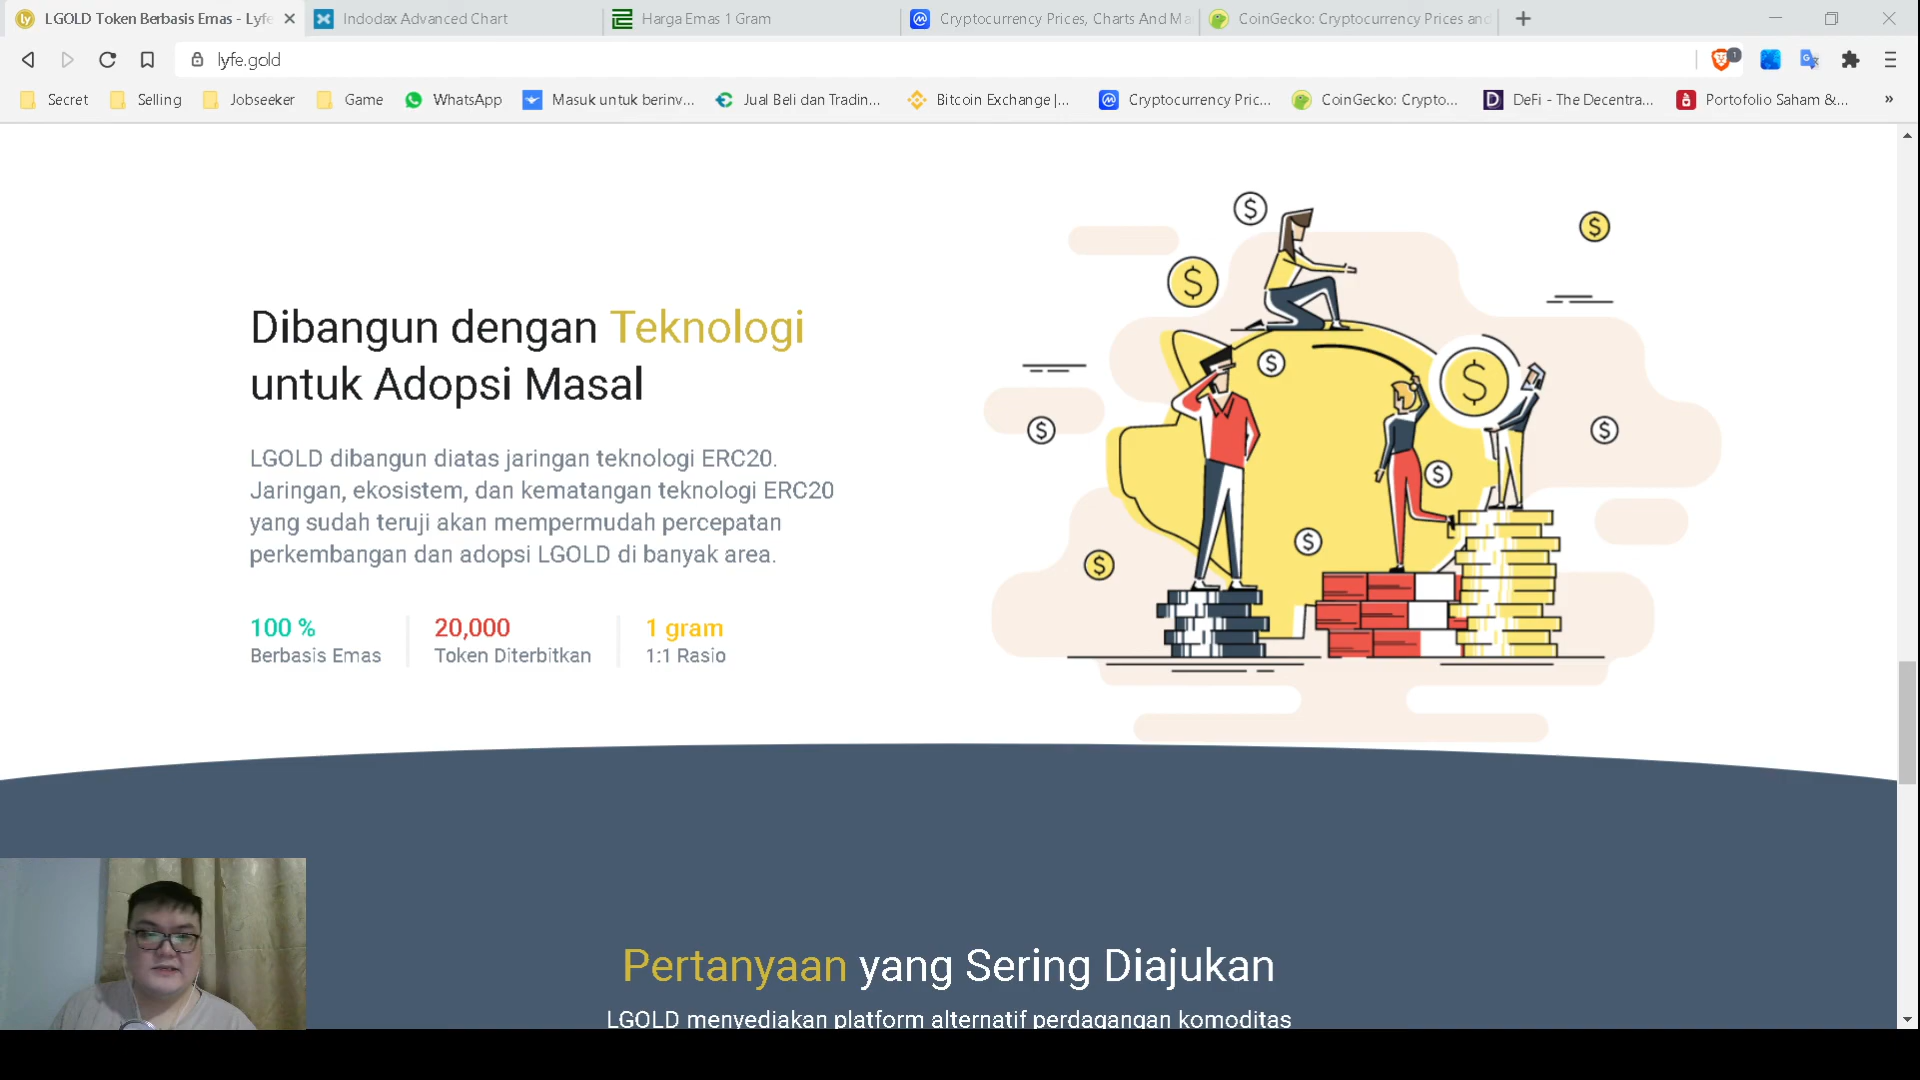 LGOLD Token Berbasis Emas - Lyfe
Indodax Advanced Chart
Harga Emas 1 Gram
Cryptocurrency Prices, Charts And Ma
CoinGecko: Cryptocurrency Prices and
lyfe.gold
1
Secret
Selling
Jobseeker
Game
WhatsApp
Masuk untuk berinv...
Jual Beli dan Tradin...
Bitcoin Exchange |...
Cryptocurrency Pric...
CoinGecko: Crypto...
DeFi - The Decentra...
Portofolio Saham &...
»
Dibangun dengan Teknologi
untuk Adopsi Masal
LGOLD dibangun diatas jaringan teknologi ERC20.
Jaringan, ekosistem, dan kematangan teknologi ERC20
yang sudah teruji akan mempermudah percepatan
perkembangan dan adopsi LGOLD di banyak area.
100 %
Berbasis Emas
20,000
Token Diterbitkan
1 gram
1:1 Rasio
Pertanyaan yang Sering Diajukan
LGOLD menyediakan platform alternatif perdagangan komoditas